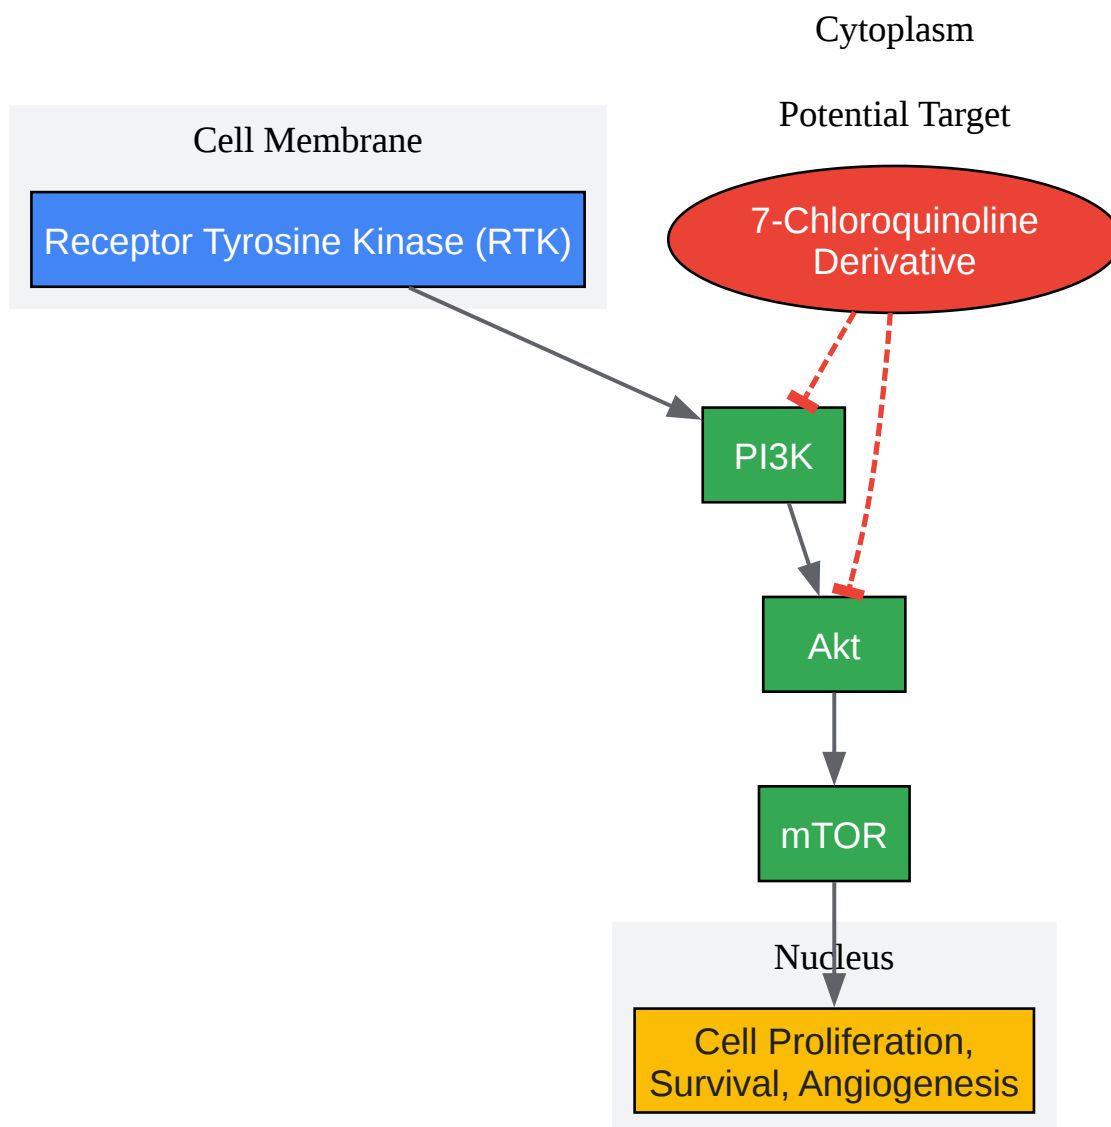 Cytoplasm
Potential Target
Cell Membrane
Receptor Tyrosine Kinase (RTK)
7-Chloroquinoline
Derivative
PI3K
Akt
mTOR
Nucleus
Cell Proliferation,
Survival, Angiogenesis